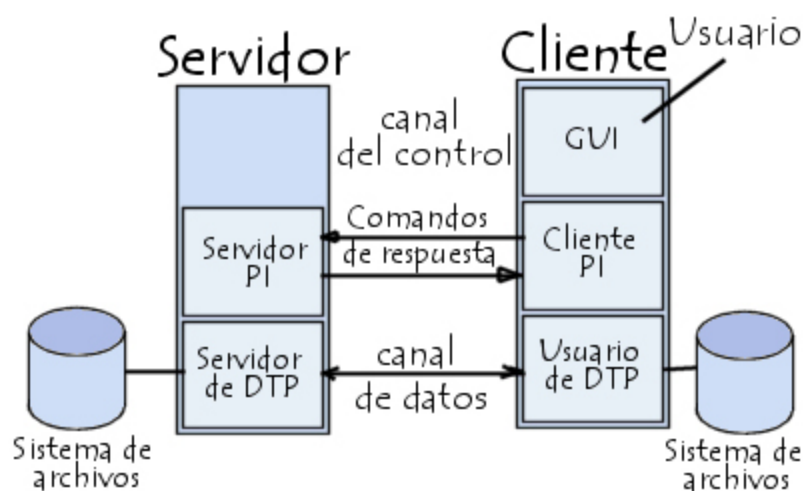 Servidor
Cliente
Usuario
canal
del control
GUI
Comandos
de respuesta
Servidor
PI
Cliente
PI
Servidor
de DTP
canal
de datos
Usuario
de DTP
Sistema de
archivos
Sistema de
archivos